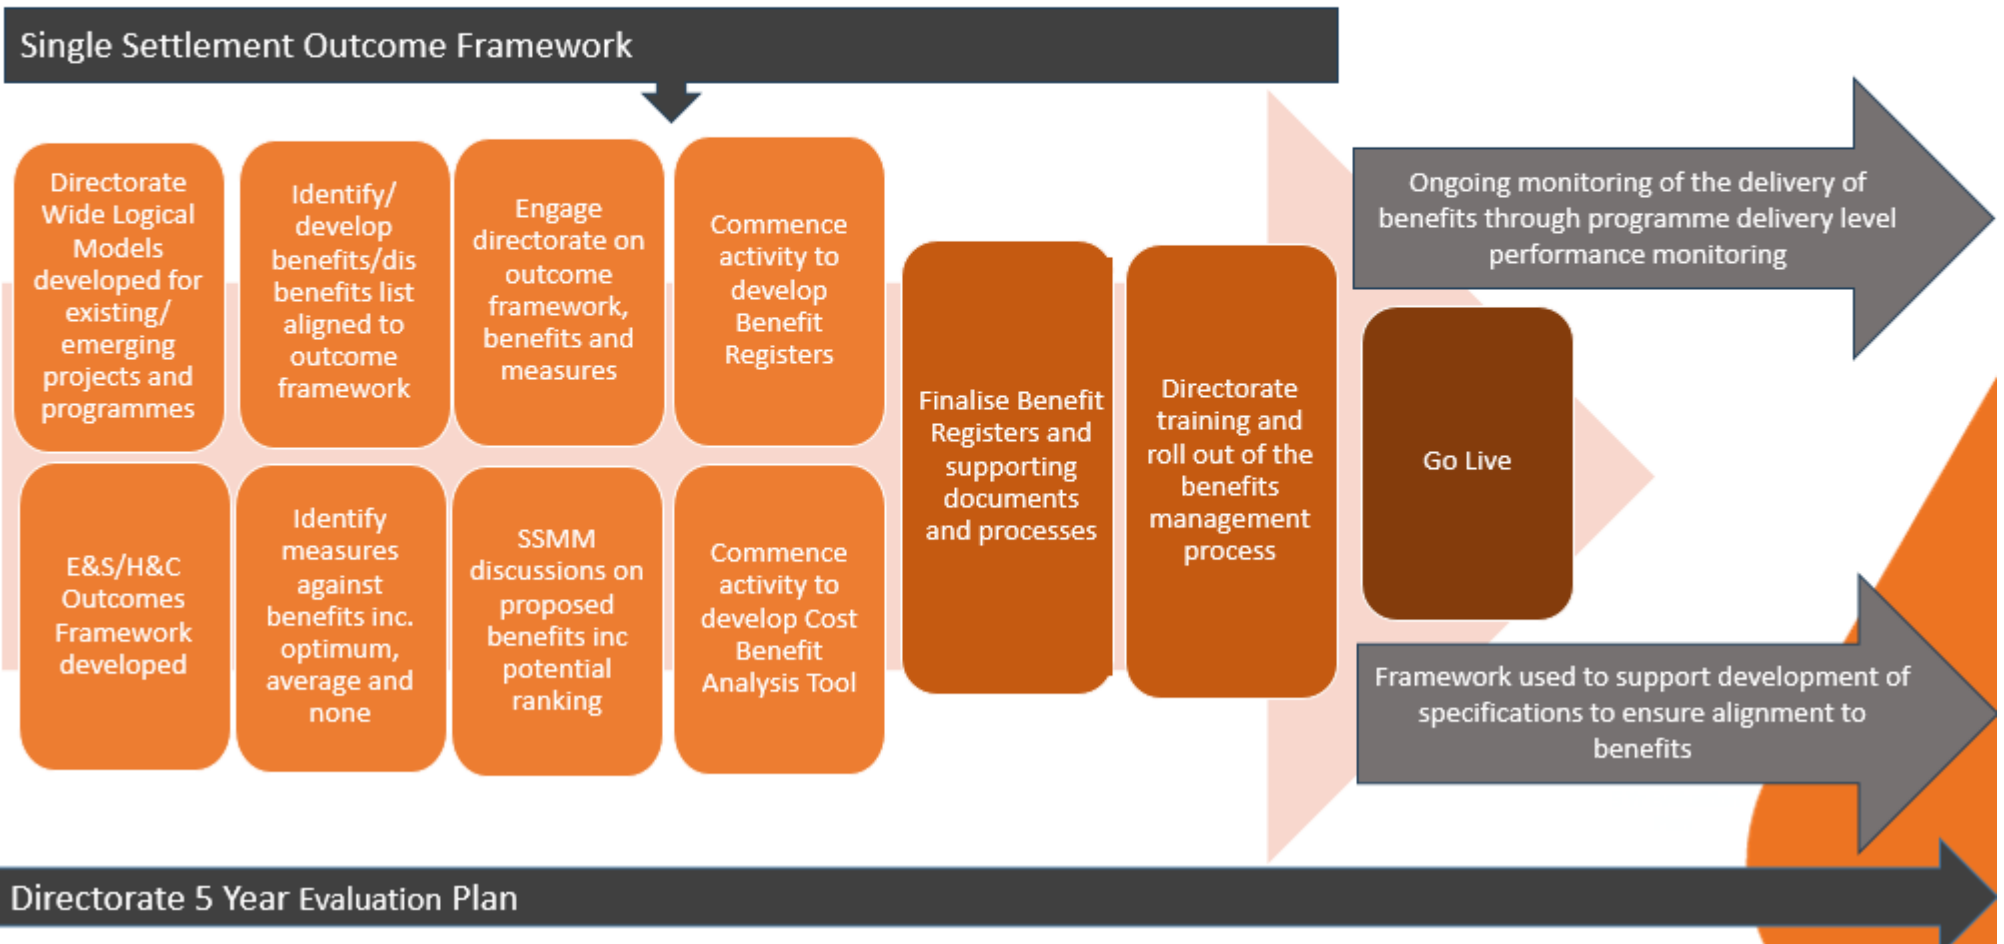 Single Settlement Outcome Framework
Directorate
Wide Logical
Models
developed for
existing/
emerging
projects and
programmes
Identify/
develop
benefits/dis
benefits list
aligned to
outcome
framework
Engage
directorate on
outcome
framework,
benefits and
measures
Commence
activity to
develop
Benefit
Registers
E&S/H&C
Outcomes
Framework
developed
Identify
measures
against
benefits inc.
optimum,
average and
none
SSMM
discussions on
proposed
benefits inc
potential
ranking
Commence
activity to
develop Cost
Benefit
Analysis Tool
Finalise Benefit
Registers and
supporting
documents
and processes
Directorate
training and
roll out of the
benefits
management
process
Go Live
Ongoing monitoring of the delivery of
benefits through programme delivery level
performance monitoring
Framework used to support development of
specifications to ensure alignment to
benefits
Directorate 5 Year Evaluation Plan